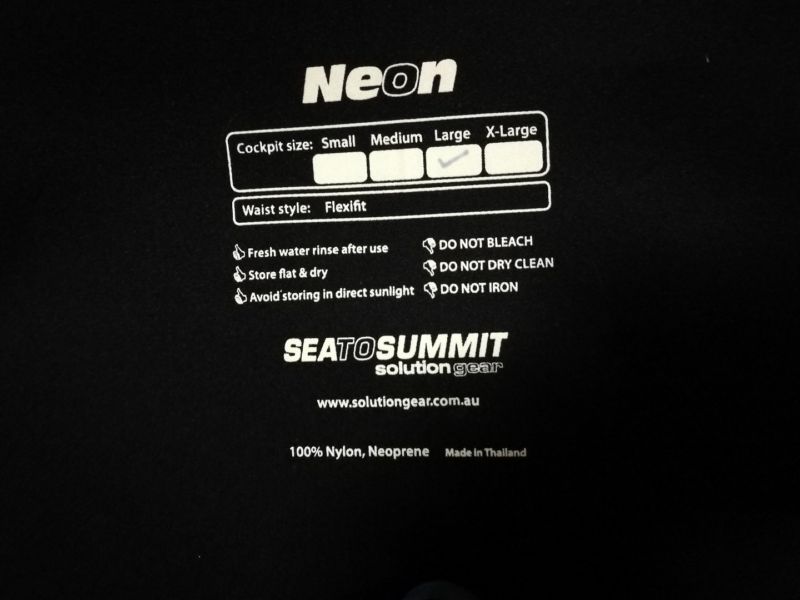 Neon
Cockpit size: Small Medium Large X-Large
Waist style: Flexifit
Fresh water rinse after use
Store flat & dry
Avoid storing in direct sunlight
DO NOT BLEACH
DO NOT DRY CLEAN
DO NOT IRON
SEATOSUMMIT
solution gear
www.solutiongear.com.au
100% Nylon, Neoprene Made in Thailand